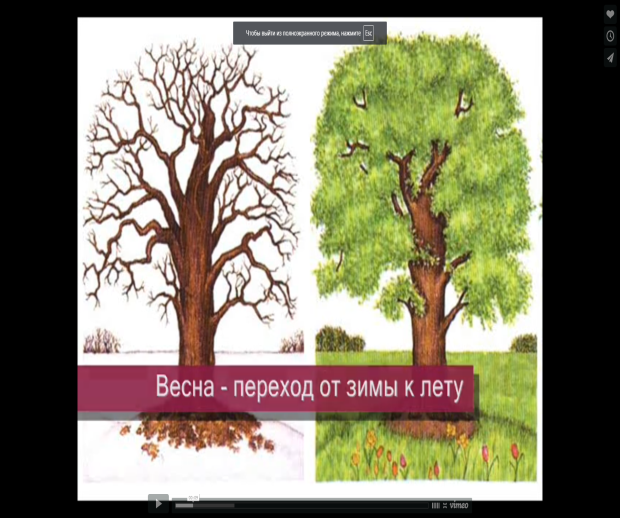 Чтобы выйти из полноэкранного режима, нажмите Esc
Весна - переход от зимы к лету
vimeo